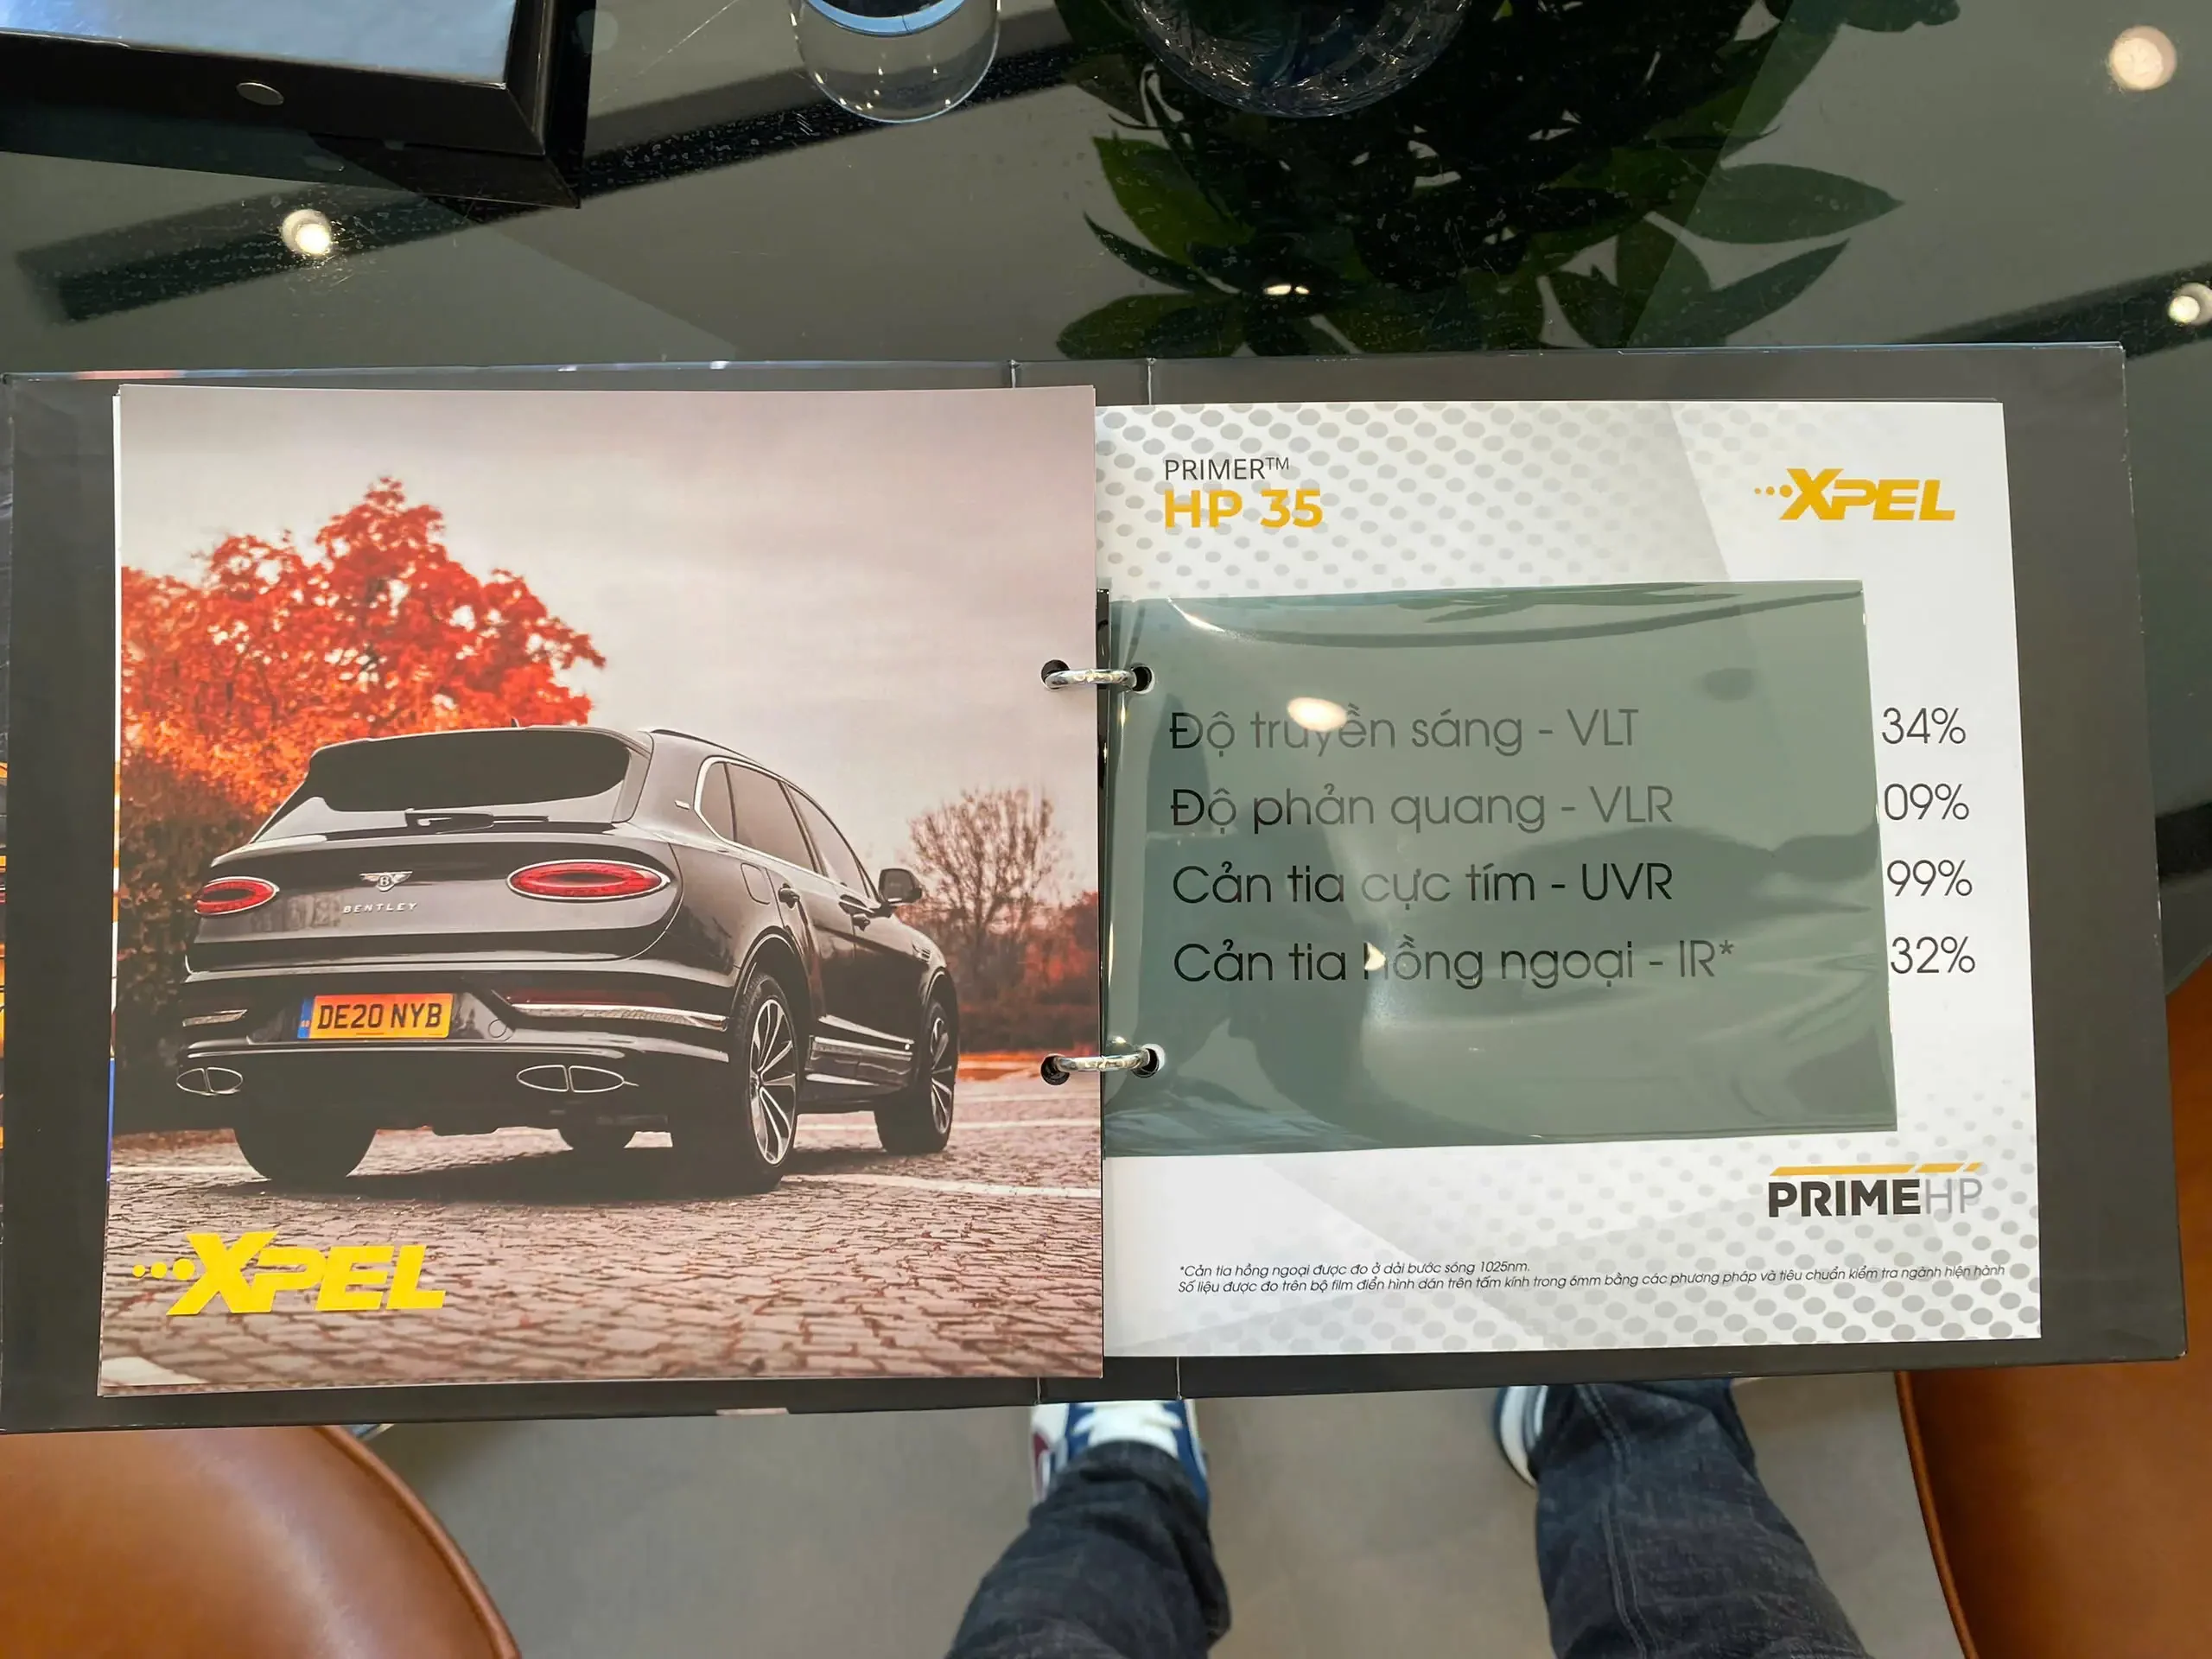 BENTLEY
DE20 NYB
XPEL
PRIMER™
HP 35
XPEL
Độ truyền sáng - VLT 34%
Độ phản quang - VLR 09%
Cản tia cực tím - UVR 99%
Cản tia hồng ngoại - IR* 32%
PRIMEHP
*Cản tia hồng ngoại được đo ở dải bước sóng 1025nm.
Số liệu được đo trên bộ film điển hình dán trên tấm kính trong 6mm bằng các phương pháp và tiêu chuẩn kiểm tra ngành hiện hành